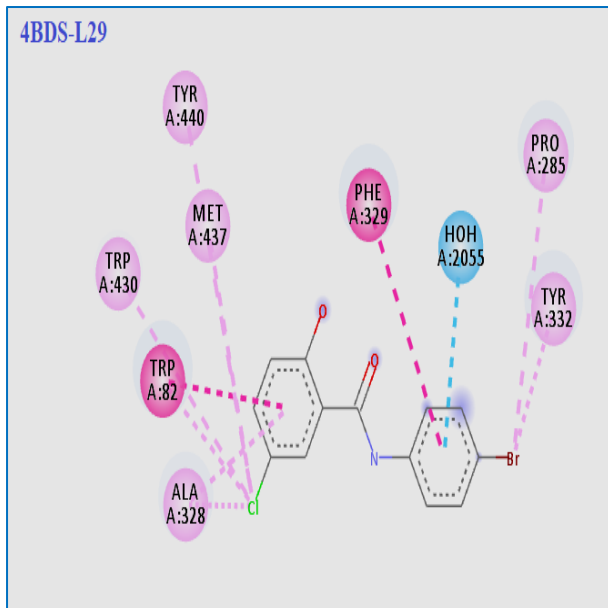 4BDS-L29
TYR
A:440
MET
A:437
TRP
A:430
TRP
A:82
ALA
A:328
PHE
A:329
HOH
A:2055
PRO
A:285
TYR
A:332
O
O
N
Cl
Br